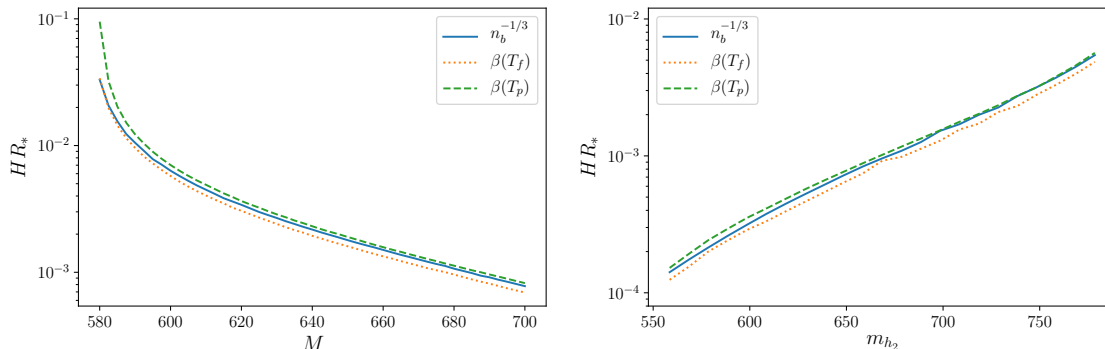 10⁻¹
10⁻²
10⁻³
HR_*
n_b^{-1/3}
β(T_f)
β(T_p)
580 600 620 640 660 680 700
M
10⁻²
10⁻³
10⁻⁴
HR_*
n_b^{-1/3}
β(T_f)
β(T_p)
550 600 650 700 750
m_{h_2}